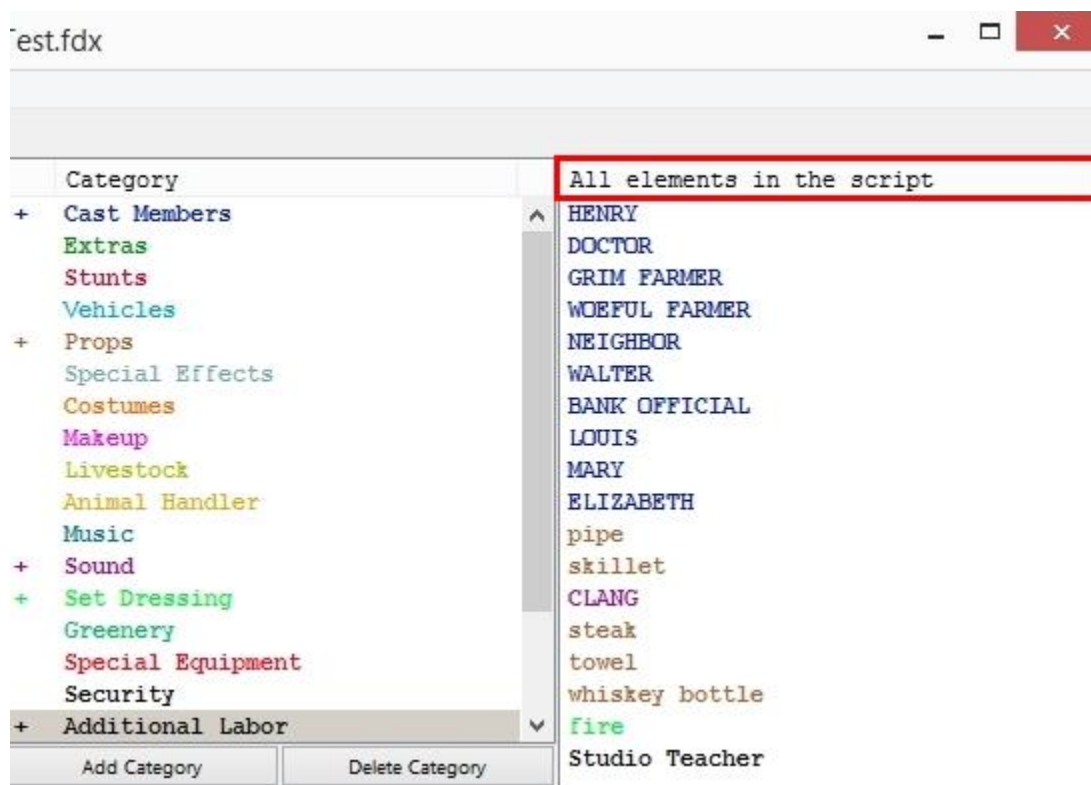 Test.fdx
Category
+ Cast Members
Extras
Stunts
Vehicles
+ Props
Special Effects
Costumes
Makeup
Livestock
Animal Handler
Music
+ Sound
+ Set Dressing
Greenery
Special Equipment
Security
+ Additional Labor
Add Category Delete Category
All elements in the script
HENRY
DOCTOR
GRIM FARMER
WOEFUL FARMER
NEIGHBOR
WALTER
BANK OFFICIAL
LOUIS
MARY
ELIZABETH
pipe
skillet
CLANG
steak
towel
whiskey bottle
fire
Studio Teacher